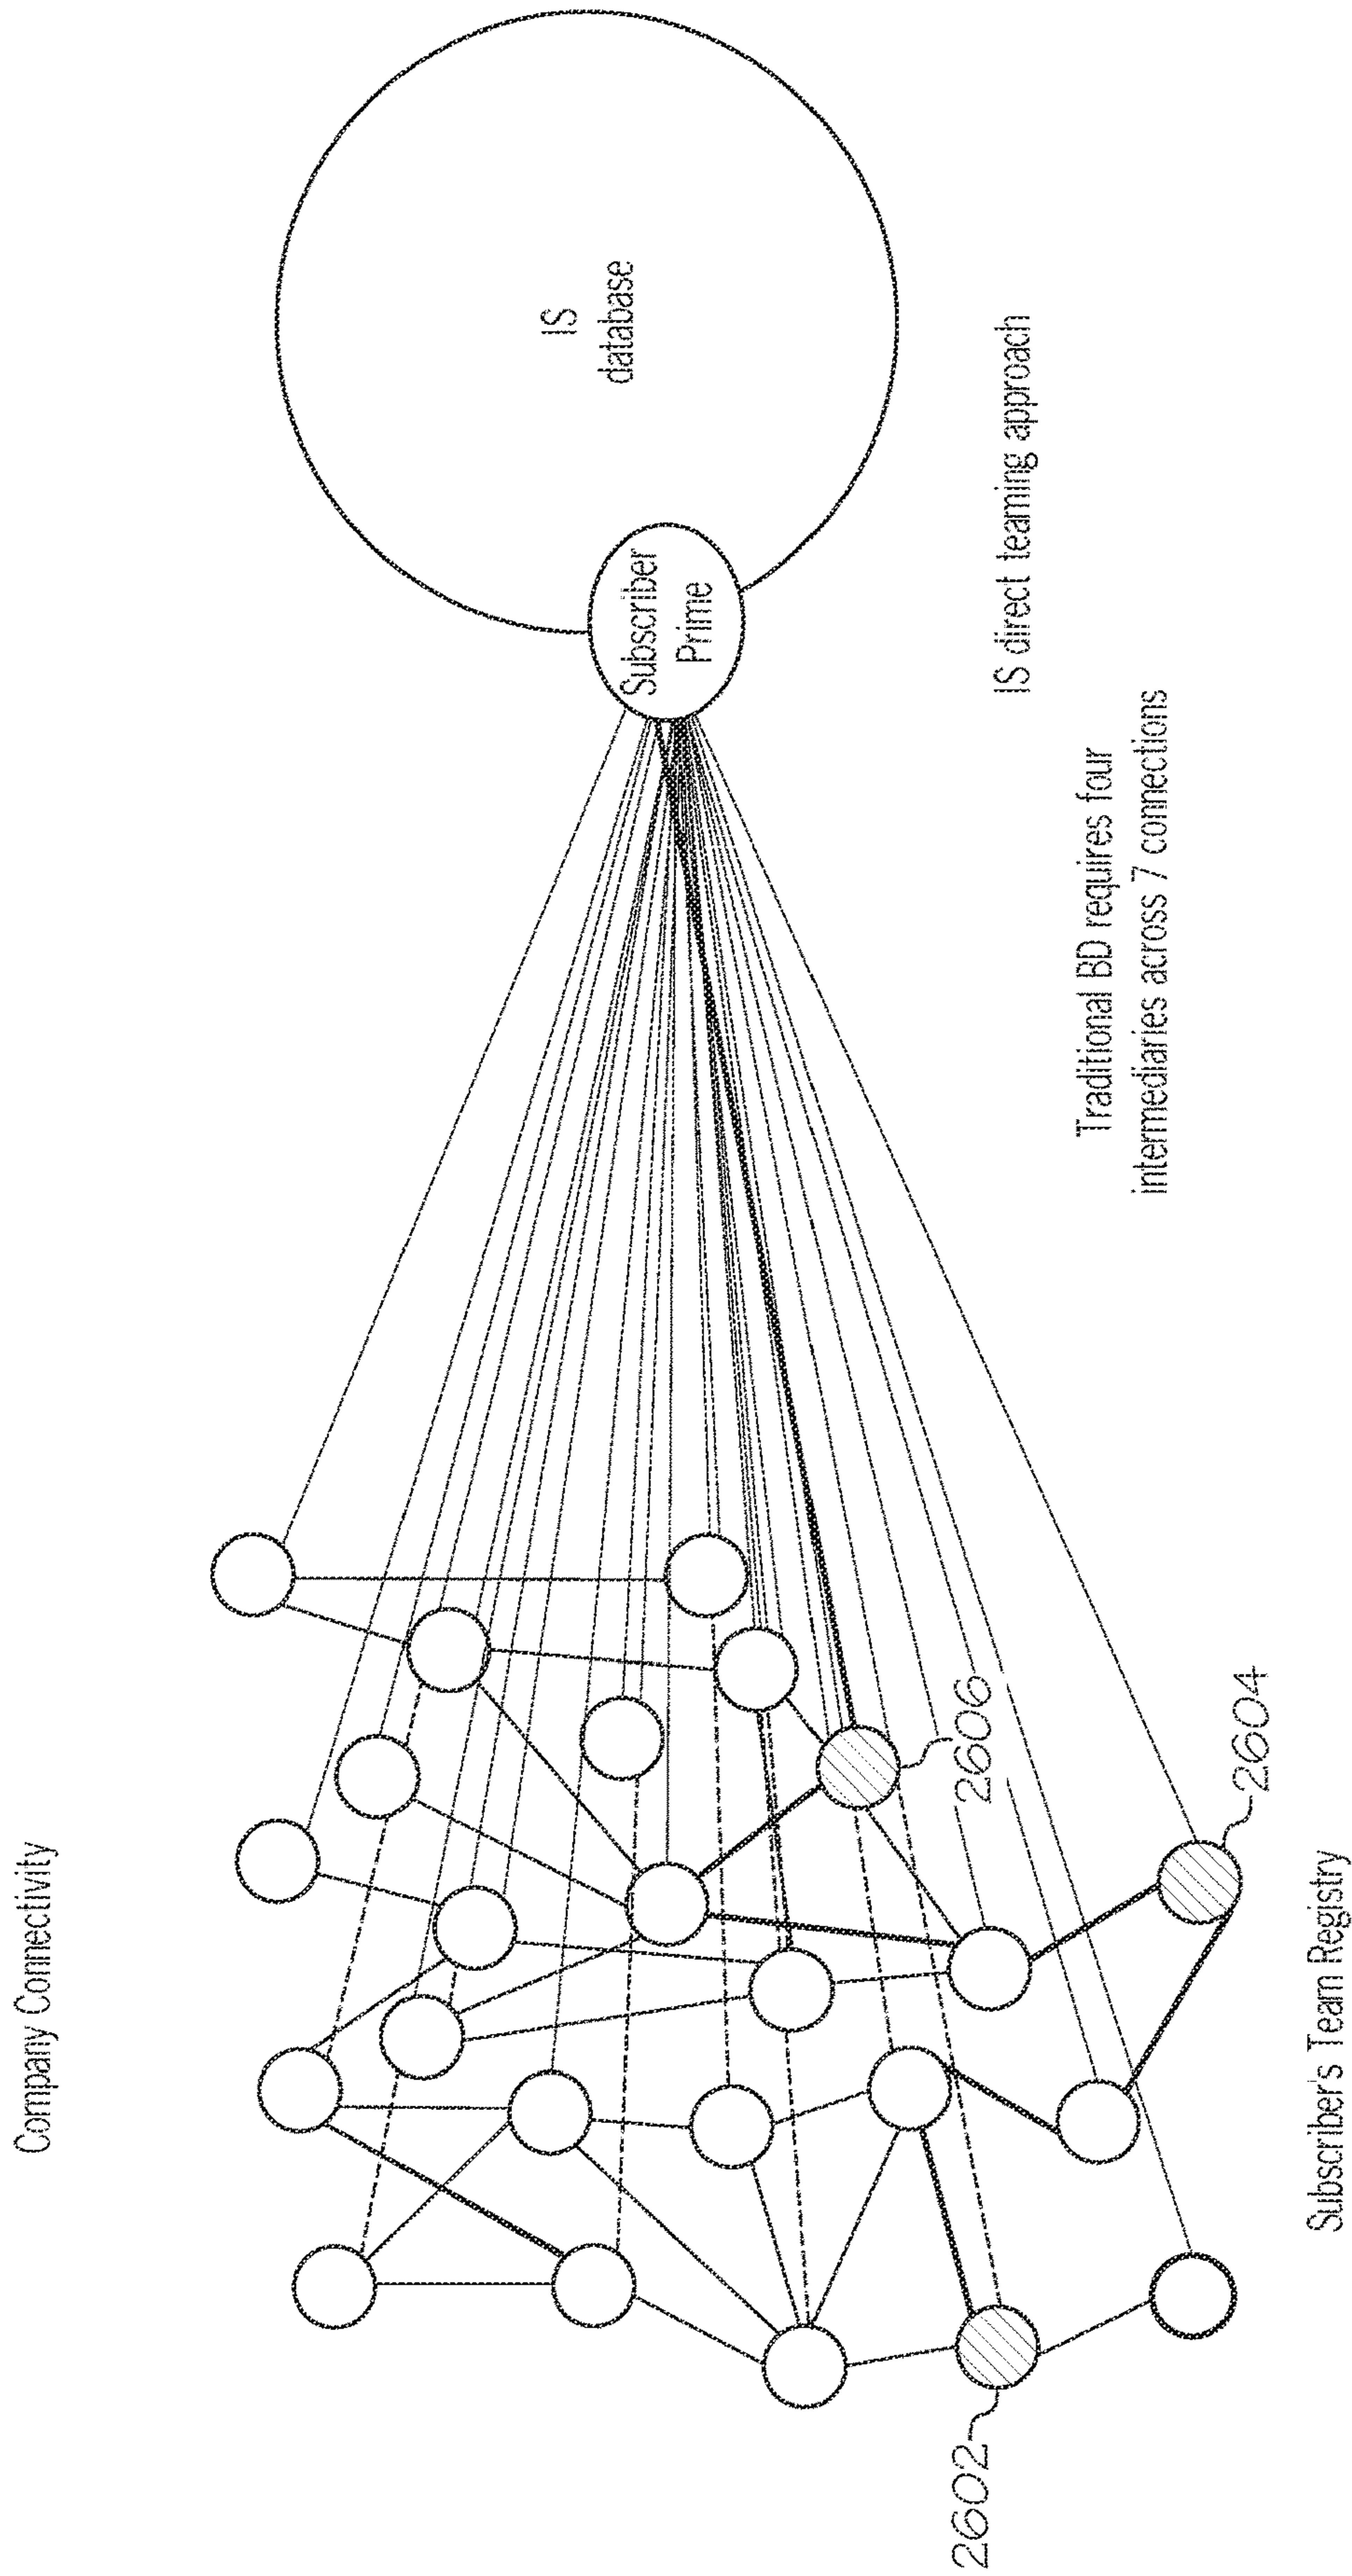 Company Connectivity
IS
database
Subscriber
Prime
IS direct teaming approach
Traditional BD requires four
intermediaries across 7 connections
2606
2604
2602
Subscriber's Team Registry